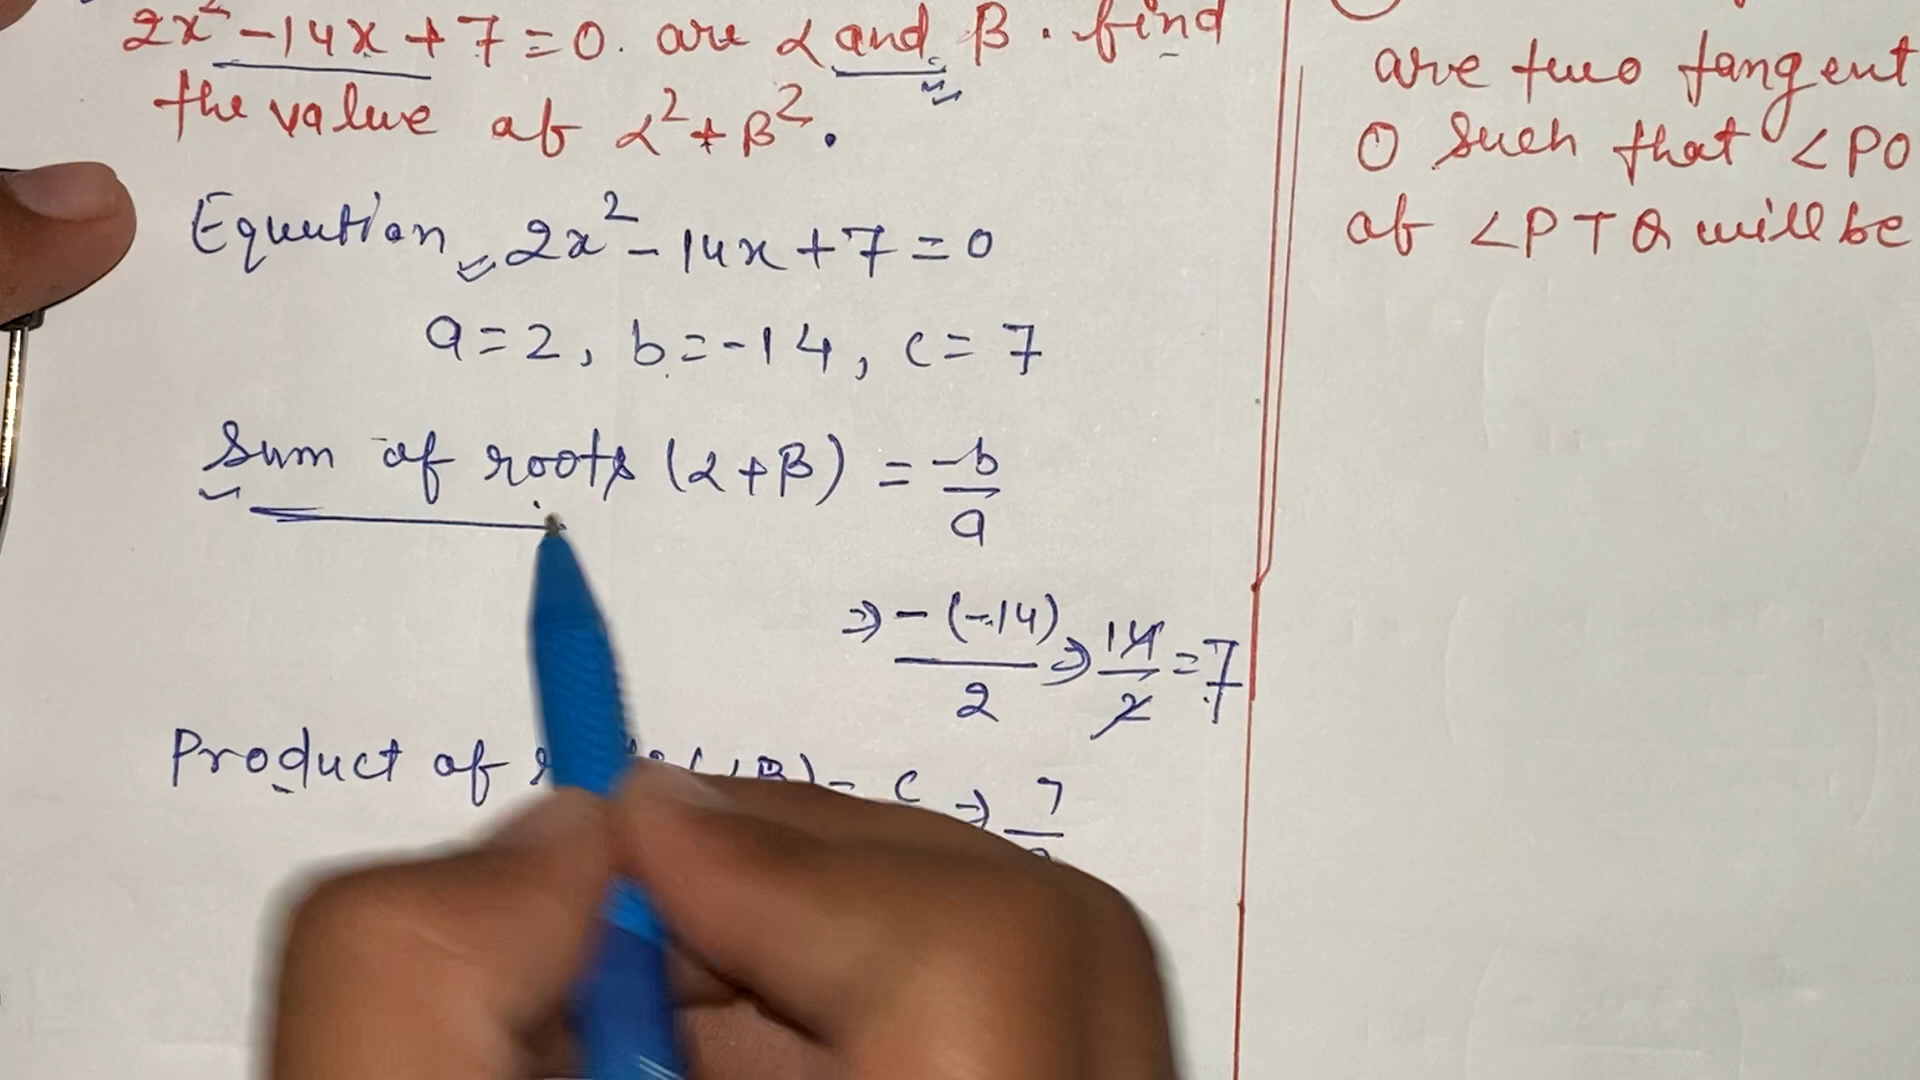 2x² - 14x + 7 = 0. are α and β. find
the value of α² + β².
Equation 2x² - 14x + 7 = 0
a = 2, b = -14, c = 7
Sum of roots (α + β) = -b/a
⇒ -(-14)/2 ⇒ 14/2 = 7
Product of β) = c ⇒ 7
are two tangent
O such that ∠PO
of ∠PTQ will be